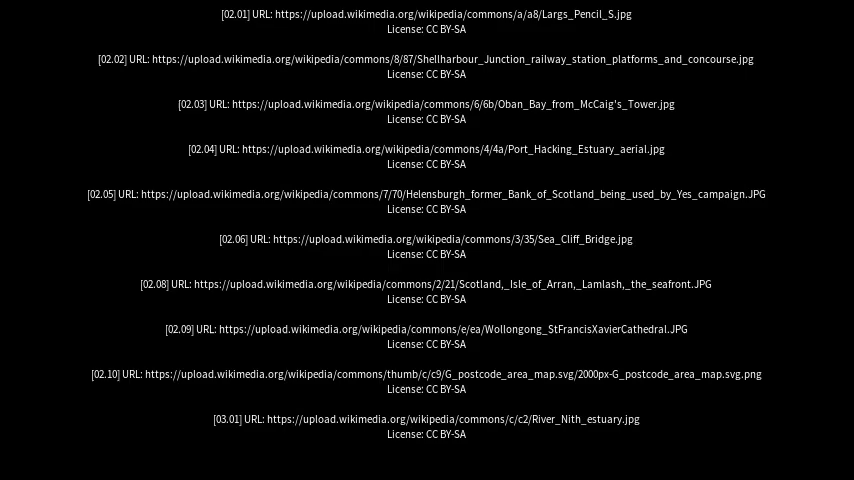 [02.01] URL: https://upload.wikimedia.org/wikipedia/commons/a/a8/Largs_Pencil_S.jpg
License: CC BY-SA
[02.02] URL: https://upload.wikimedia.org/wikipedia/commons/8/87/Shellharbour_Junction_railway_station_platforms_and_concourse.jpg
License: CC BY-SA
[02.03] URL: https://upload.wikimedia.org/wikipedia/commons/6/6b/Oban_Bay_from_McCaig's_Tower.jpg
License: CC BY-SA
[02.04] URL: https://upload.wikimedia.org/wikipedia/commons/4/4a/Port_Hacking_Estuary_aerial.jpg
License: CC BY-SA
[02.05] URL: https://upload.wikimedia.org/wikipedia/commons/7/70/Helensburgh_former_Bank_of_Scotland_being_used_by_Yes_campaign.JPG
License: CC BY-SA
[02.06] URL: https://upload.wikimedia.org/wikipedia/commons/3/35/Sea_Cliff_Bridge.jpg
License: CC BY-SA
[02.08] URL: https://upload.wikimedia.org/wikipedia/commons/2/21/Scotland,_Isle_of_Arran,_Lamlash,_the_seafront.JPG
License: CC BY-SA
[02.09] URL: https://upload.wikimedia.org/wikipedia/commons/e/ea/Wollongong_StFrancisXavierCathedral.JPG
License: CC BY-SA
[02.10] URL: https://upload.wikimedia.org/wikipedia/commons/thumb/c/c9/G_postcode_area_map.svg/2000px-G_postcode_area_map.svg.png
License: CC BY-SA
[03.01] URL: https://upload.wikimedia.org/wikipedia/commons/c/c2/River_Nith_estuary.jpg
License: CC BY-SA